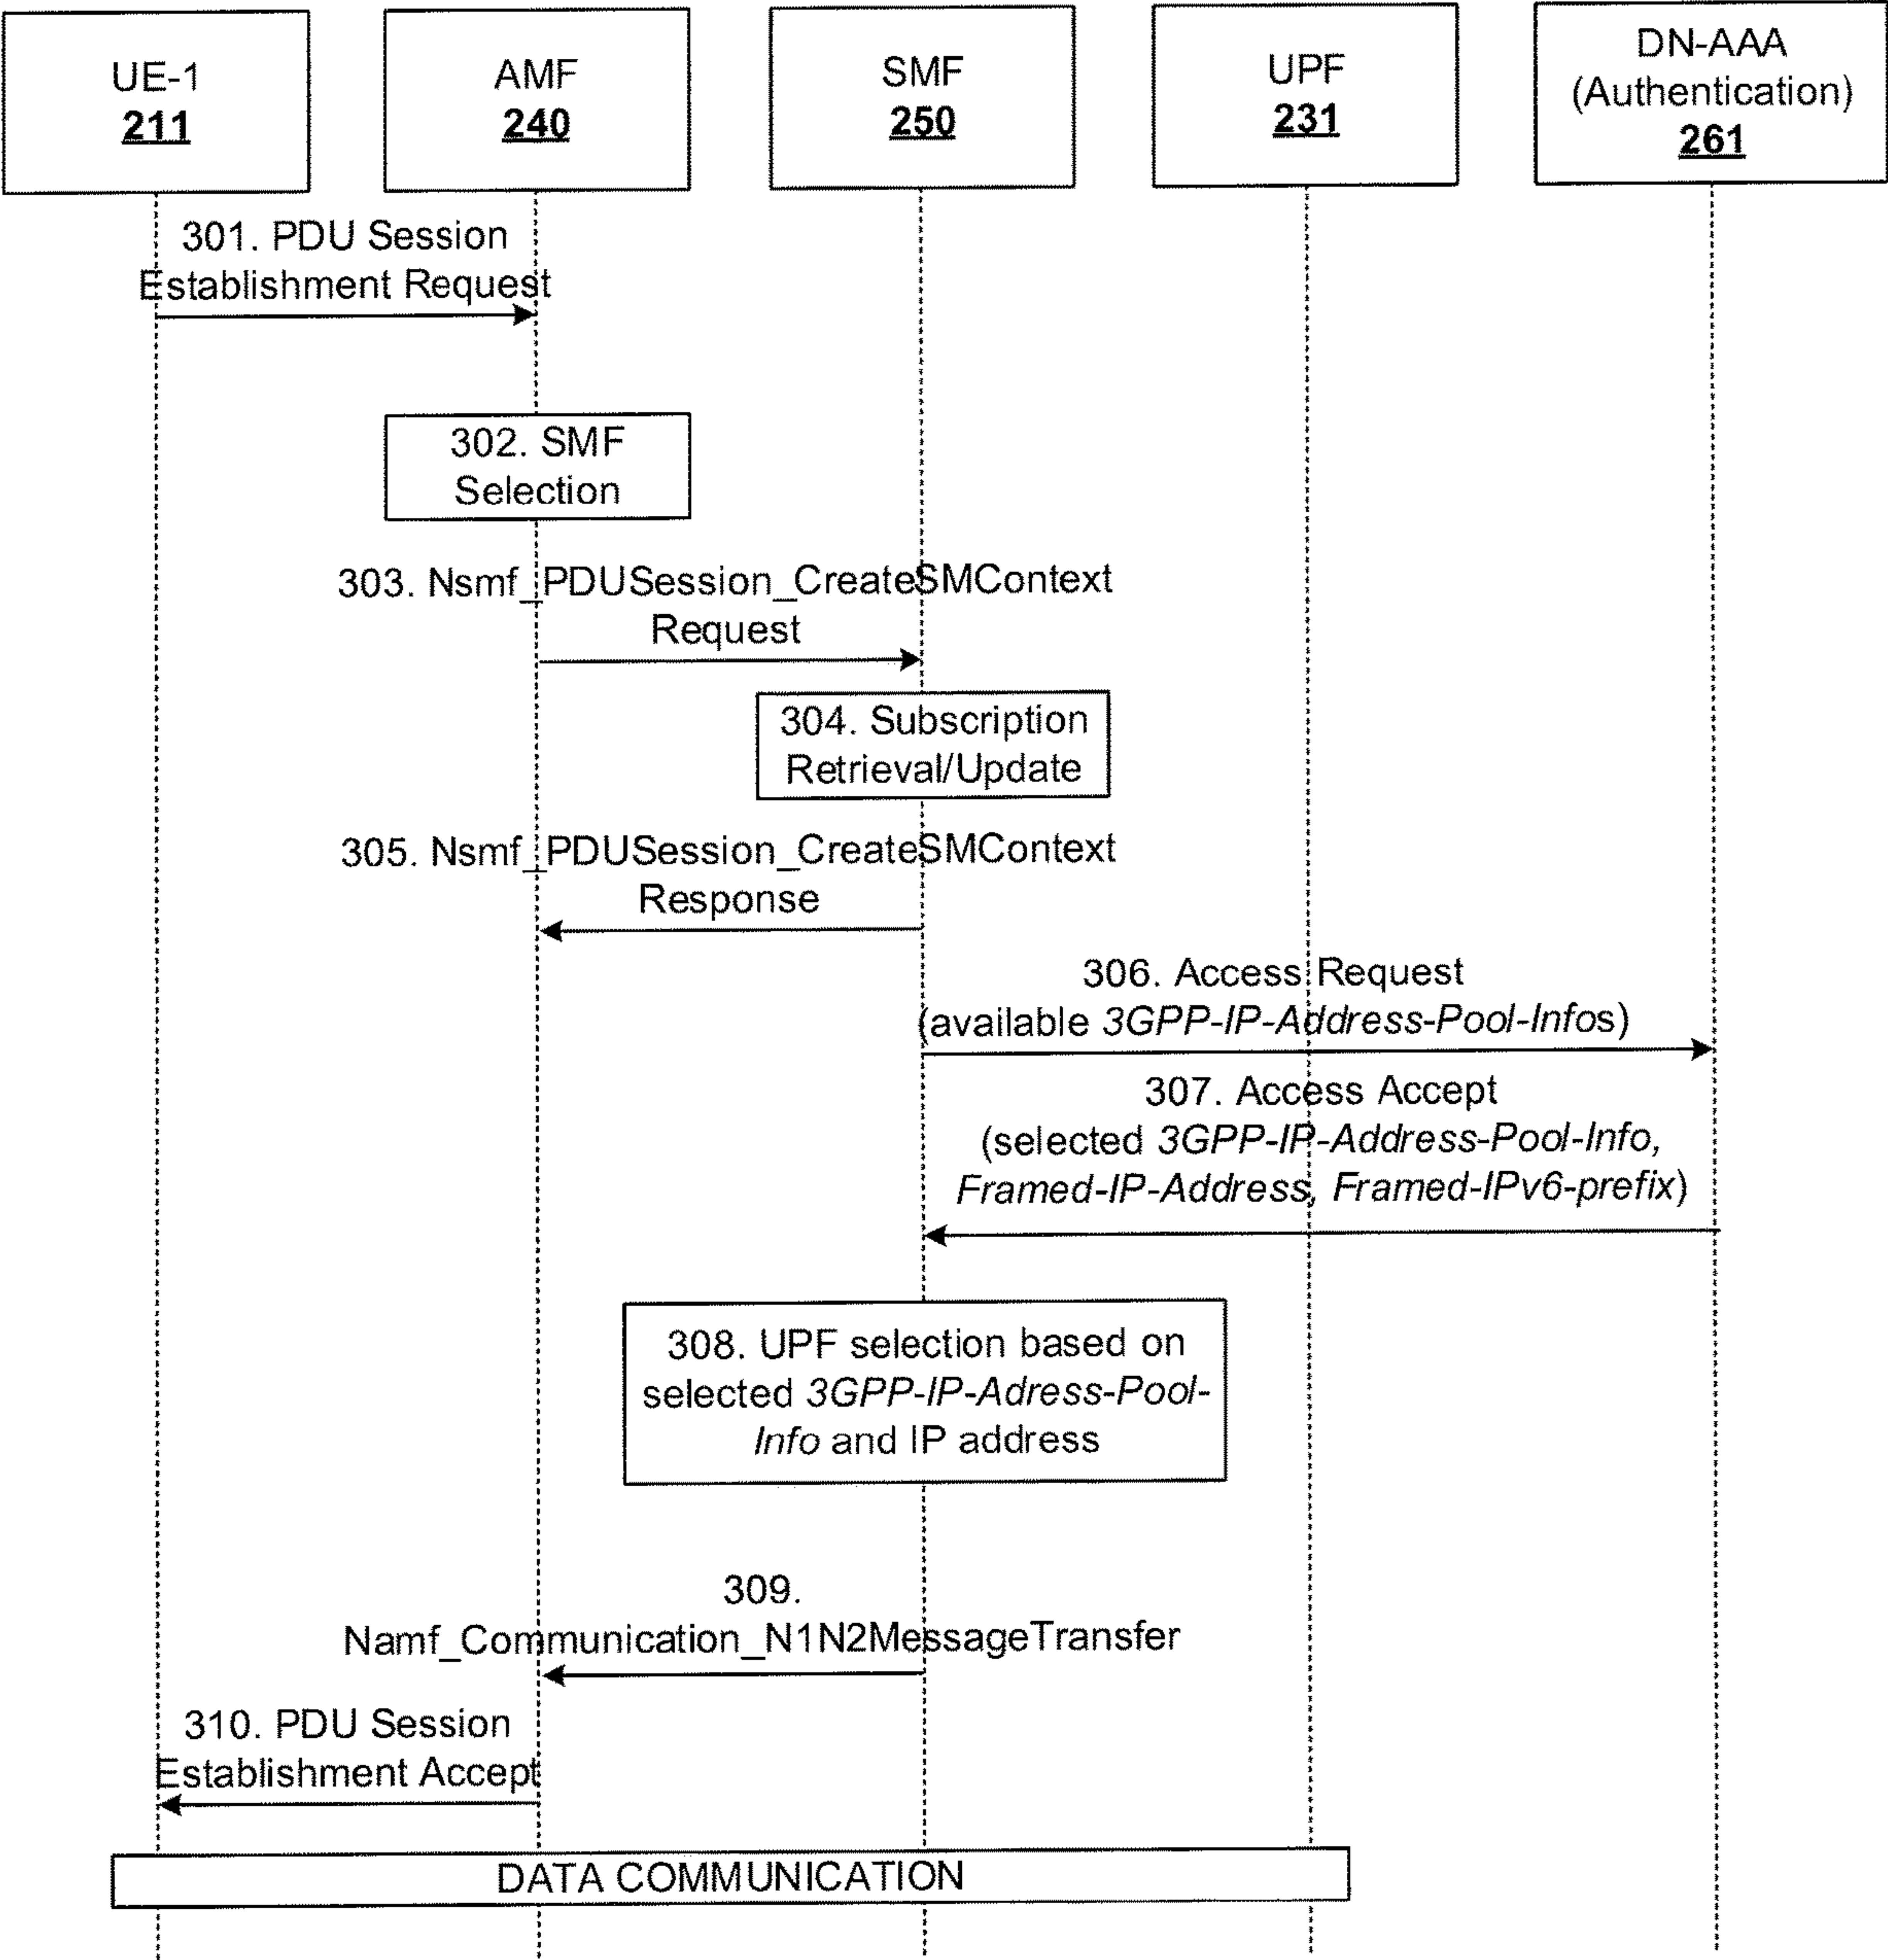 UE-1
211
AMF
240
SMF
250
UPF
231
DN-AAA
(Authentication)
261
301. PDU Session
Establishment Request
302. SMF
Selection
303. Nsmf_PDUSession_CreateSMContext
Request
304. Subscription
Retrieval/Update
305. Nsmf_PDUSession_CreateSMContext
Response
306. Access Request
(available 3GPP-IP-Address-Pool-Infos)
307. Access Accept
(selected 3GPP-IP-Address-Pool-Info,
Framed-IP-Address, Framed-IPv6-prefix)
308. UPF selection based on
selected 3GPP-IP-Adress-Pool-
Info and IP address
309.
Namf_Communication_N1N2MessageTransfer
310. PDU Session
Establishment Accept
DATA COMMUNICATION